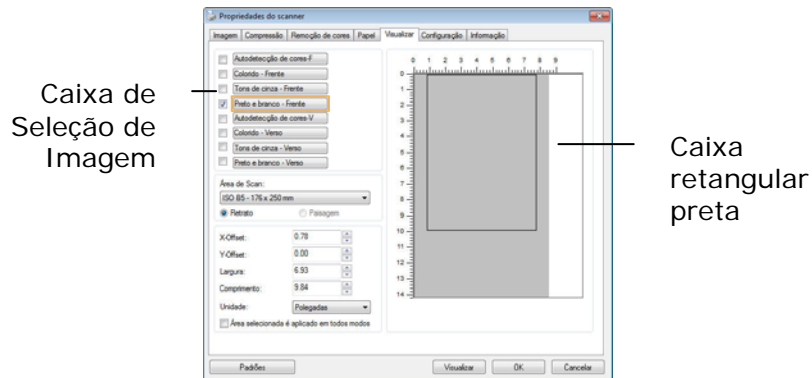 Propriedades do scanner
Imagem Compressão Remoção de cores Papel Visualizar Configuração Informação
Autodetecção de cores-F
Colorido - Frente
Tons de cinza - Frente
Preto e branco - Frente
Autodetecção de cores-V
Colorido - Verso
Tons de cinza - Verso
Preto e branco - Verso
Área de Scan:
ISO B5 - 176 x 250 mm
Retrato Paisagem
X-Offset: 0.78
Y-Offset: 0.00
Largura: 6.93
Comprimento: 9.84
Unidade: Polegadas
Área selecionada é aplicado em todos modos
0 1 2 3 4 5 6 7 8 9
0
1
2
3
4
5
6
7
8
9
10
11
12
13
14
Padrões Visualizar OK Cancelar
Caixa de
Seleção de
Imagem
Caixa
retangular
preta